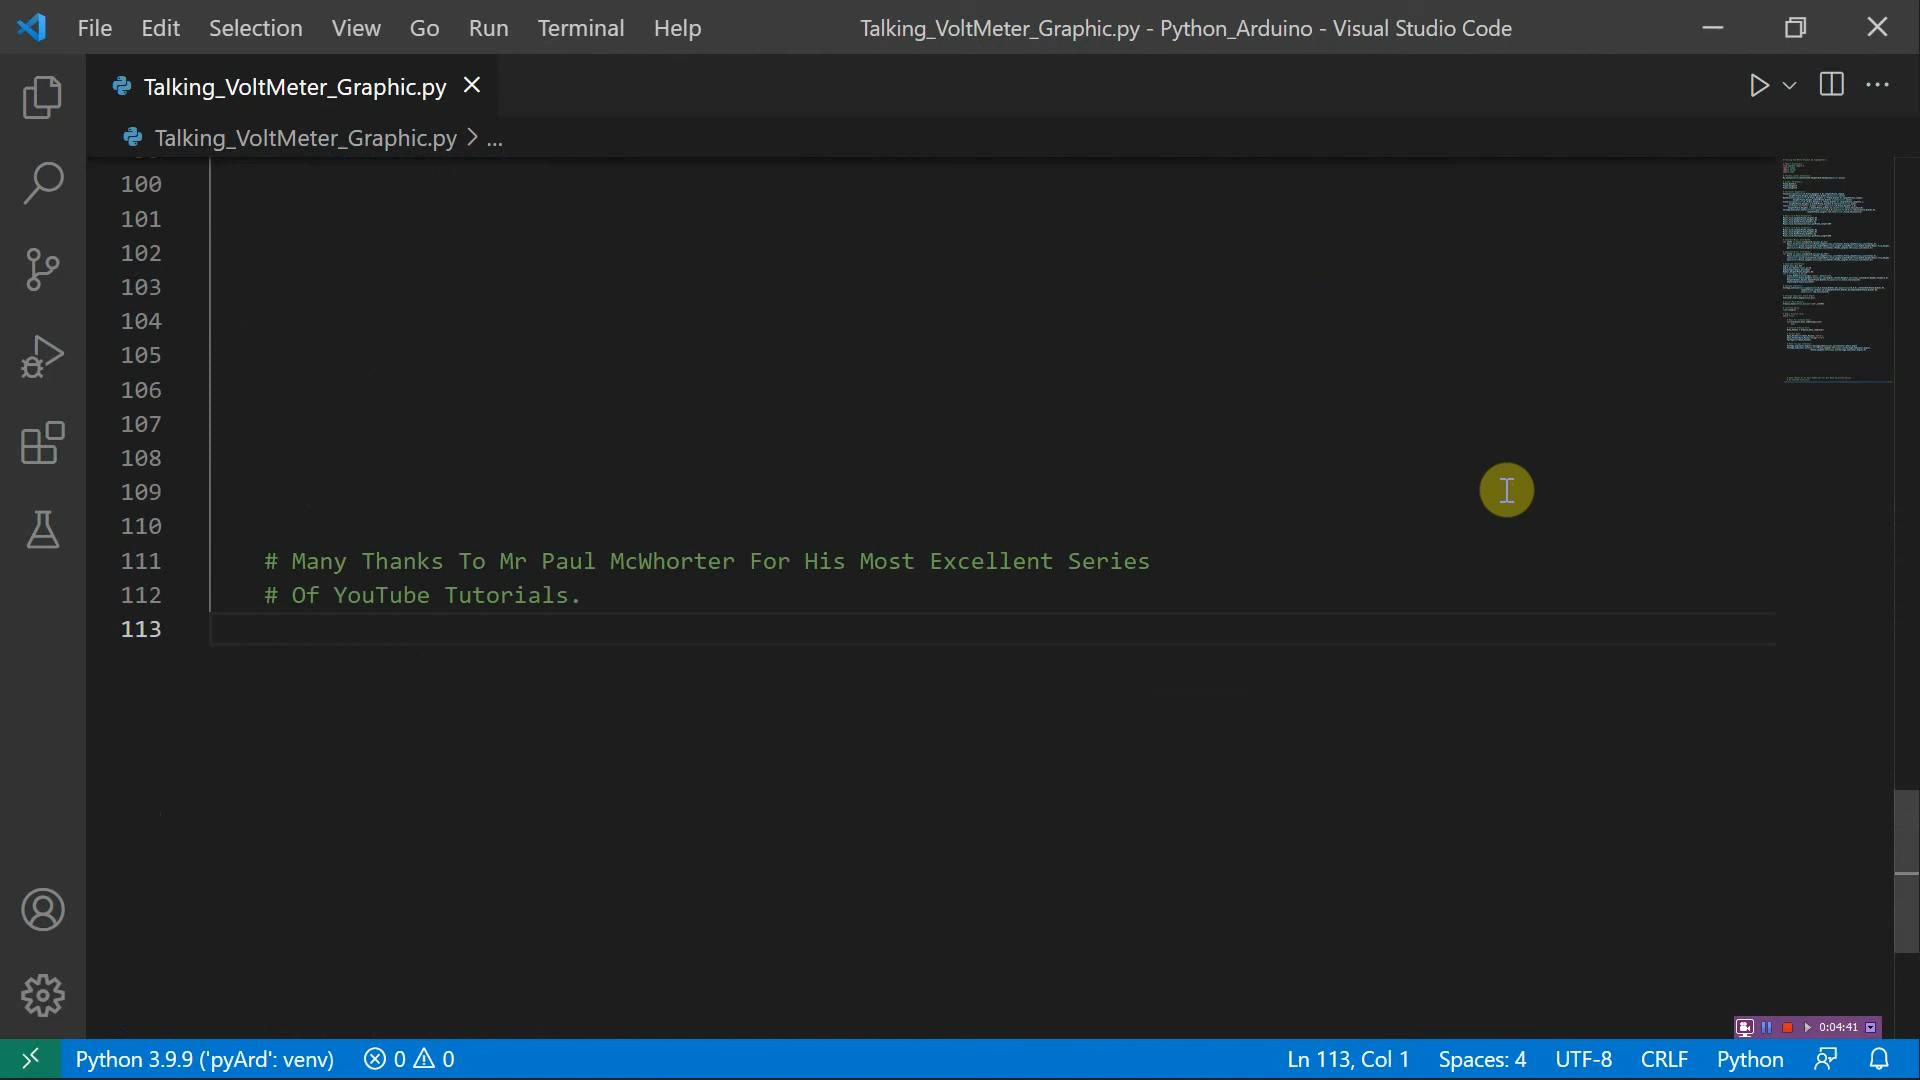 File Edit Selection View Go Run Terminal Help Talking_VoltMeter_Graphic.py - Python_Arduino - Visual Studio Code
Talking_VoltMeter_Graphic.py
Talking_VoltMeter_Graphic.py > ...
100
101
102
103
104
105
106
107
108
109
110
111 # Many Thanks To Mr Paul McWhorter For His Most Excellent Series
112 # Of YouTube Tutorials.
113
0:04:41
Python 3.9.9 ('pyArd': venv) 0 0 Ln 113, Col 1 Spaces: 4 UTF-8 CRLF Python